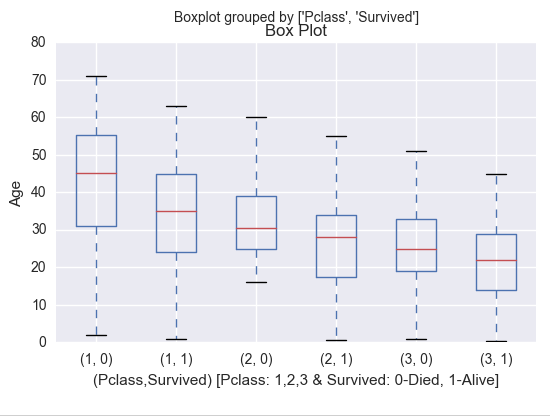 Boxplot grouped by ['Pclass', 'Survived']
Box Plot
80
70
60
50
40
30
20
10
0
Age
(1, 0) (1, 1) (2, 0) (2, 1) (3, 0) (3, 1)
(Pclass,Survived) [Pclass: 1,2,3 & Survived: 0-Died, 1-Alive]